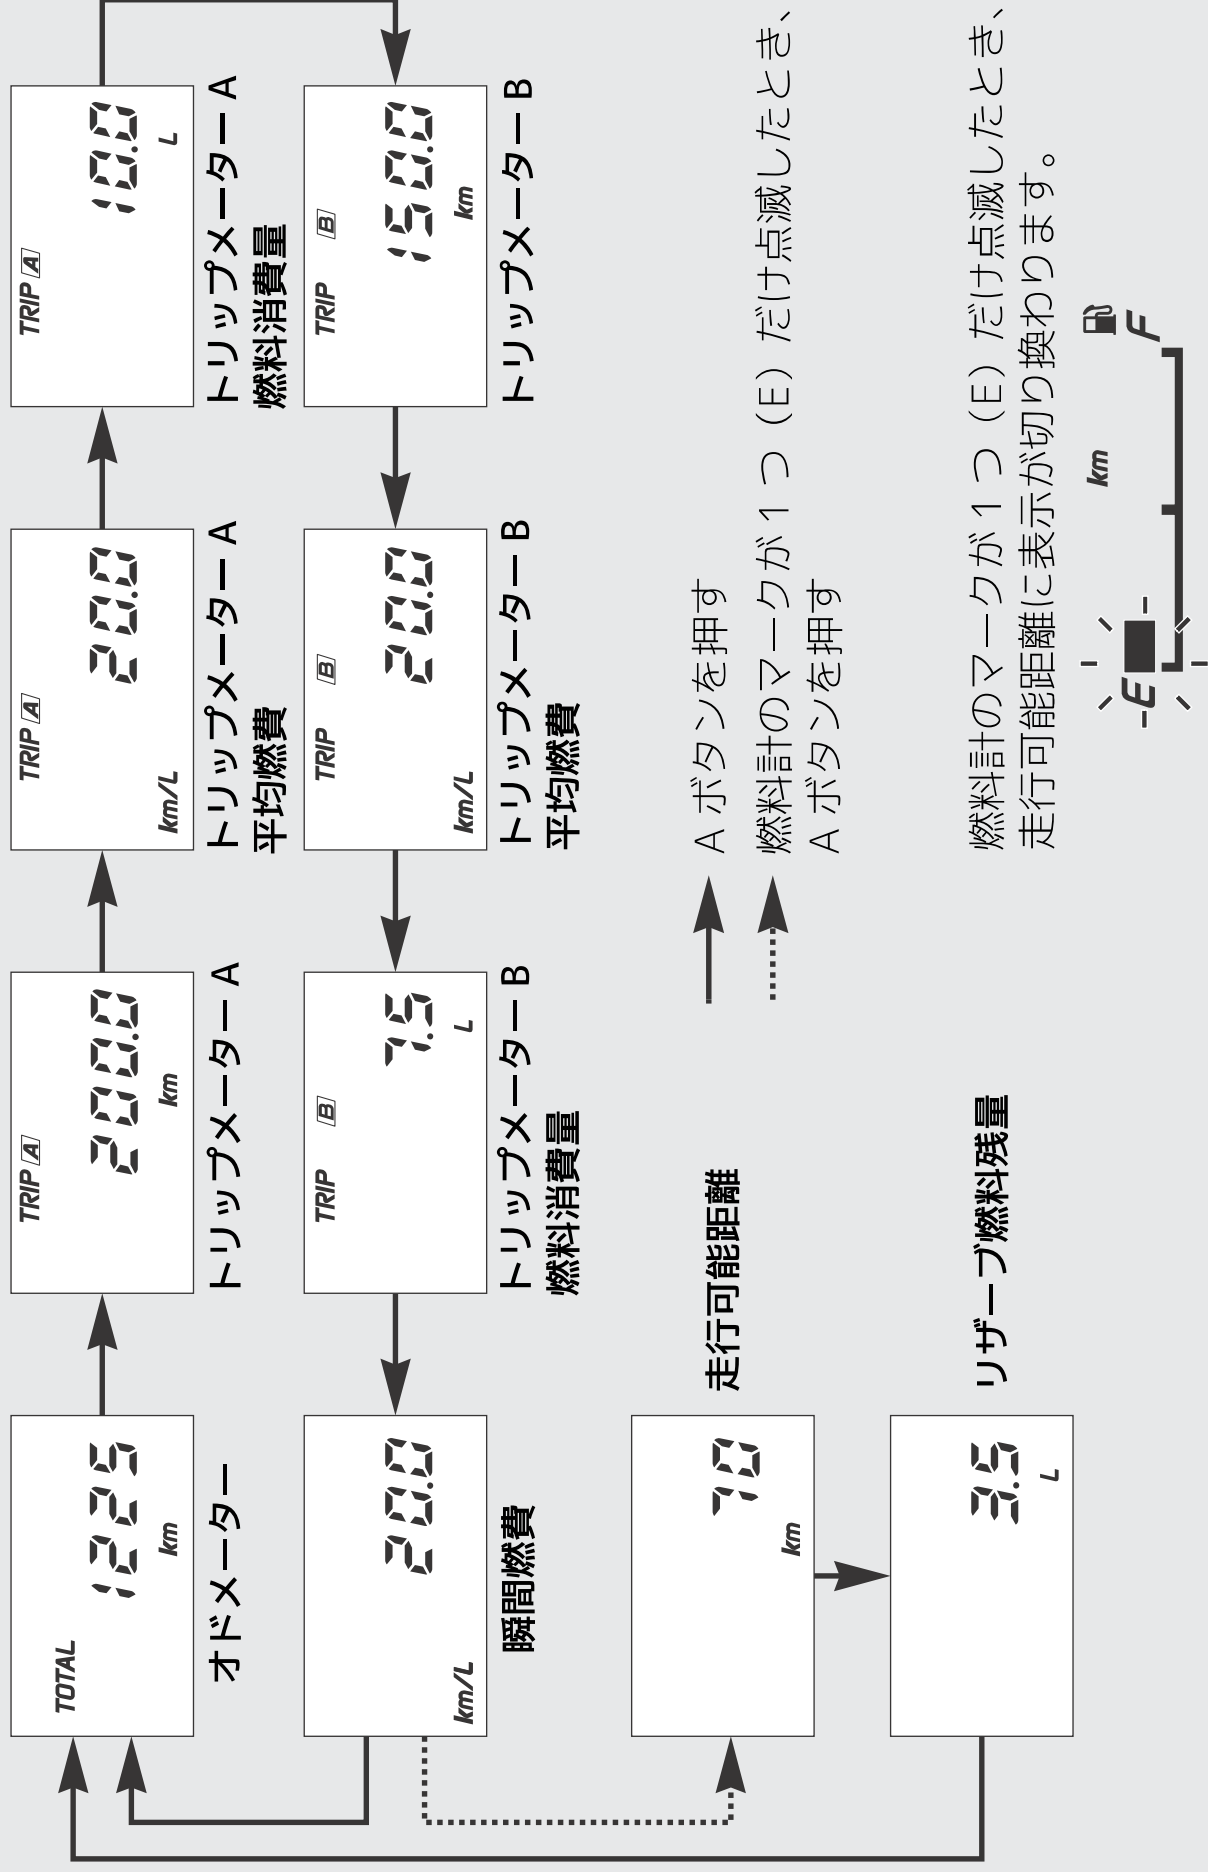 TOTAL
1225
km
オドメーター
TRIP A
200.0
km
トリップメーター A
TRIP A
20.0
km/L
トリップメーター A
平均燃費
TRIP A
10.0
L
トリップメーター A
燃料消費量
20.0
km/L
瞬間燃費
TRIP B
7.5
L
トリップメーター B
燃料消費量
TRIP B
20.0
km/L
トリップメーター B
平均燃費
TRIP B
150.0
km
トリップメーター B
70
km
走行可能距離
3.5
L
リザーブ燃料残量
A ボタンを押す
燃料計のマークが１つ（E）だけ点滅したとき、
A ボタンを押す
燃料計のマークが１つ（E）だけ点滅したとき、
走行可能距離に表示が切り換わります。
km
E
F